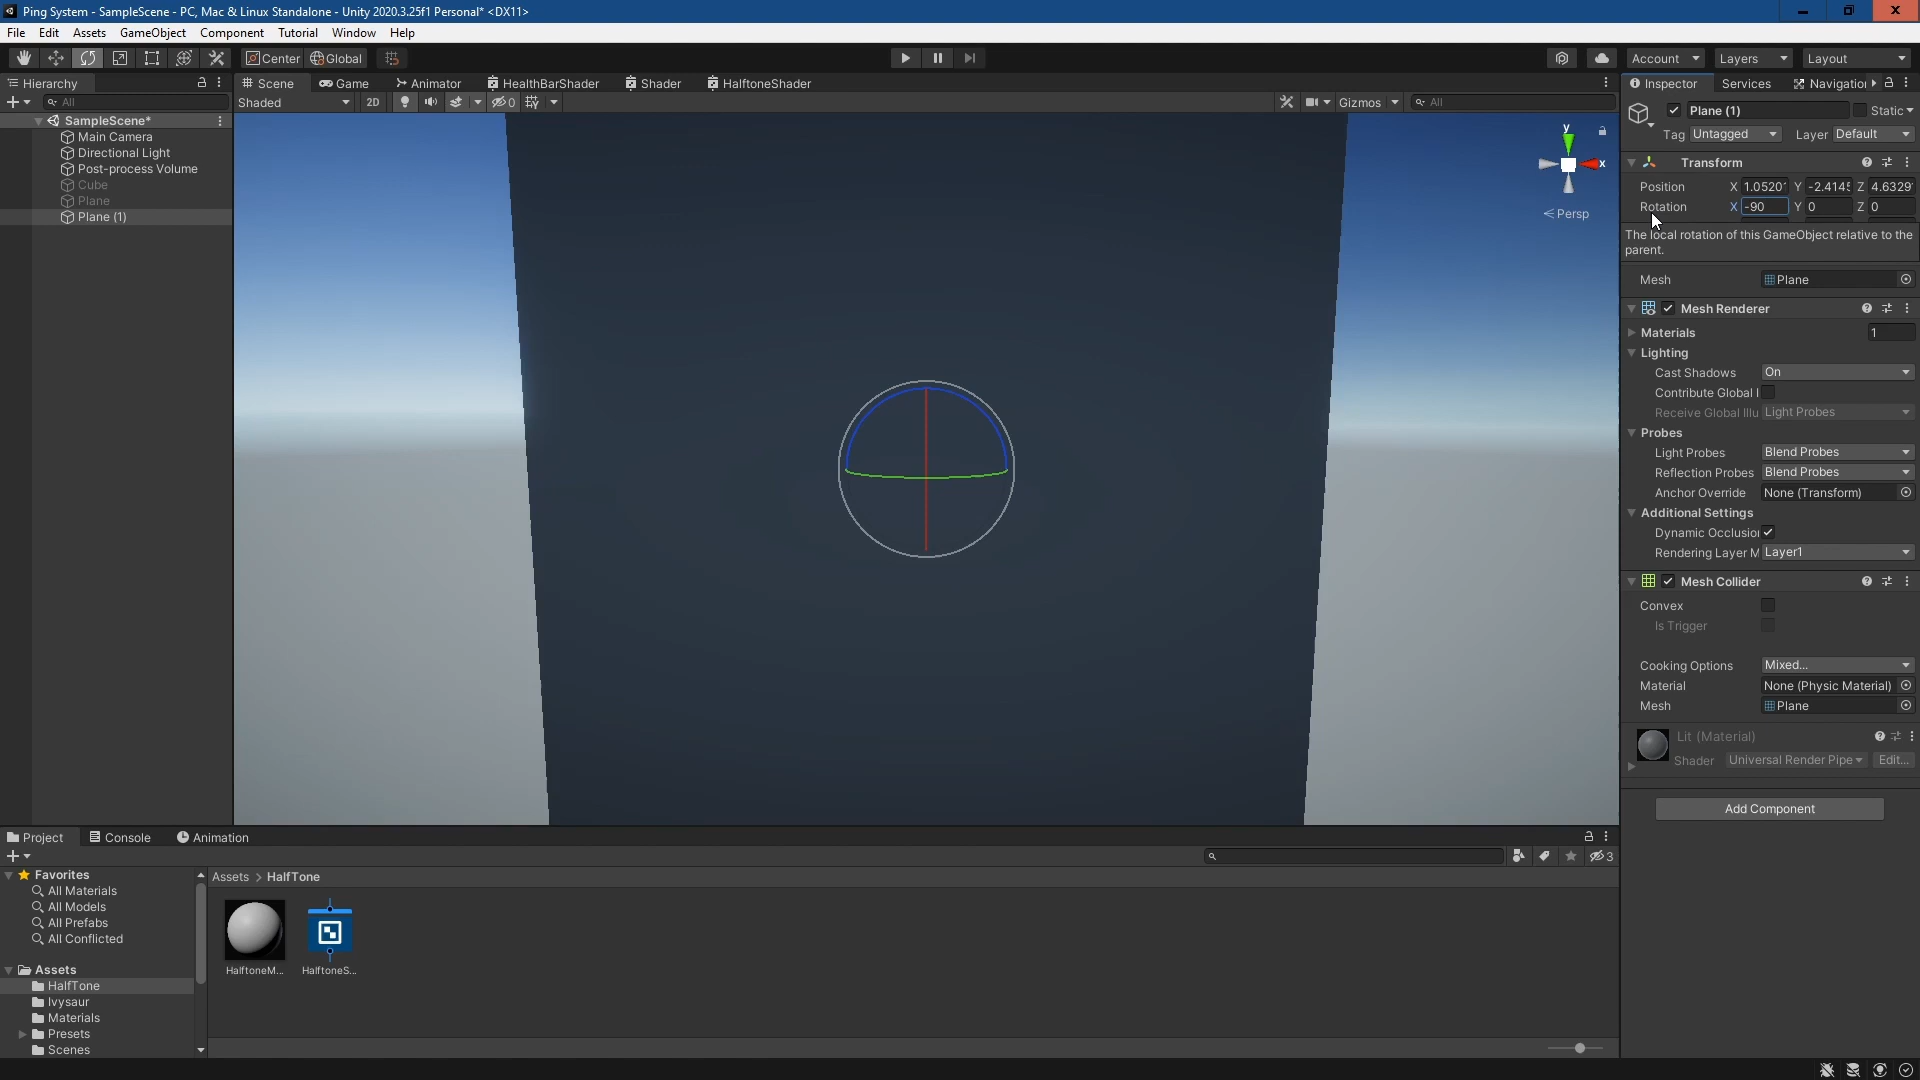 Ping System - SampleScene - PC, Mac & Linux Standalone - Unity 2020.3.25f1 Personal* <DX11>
File Edit Assets GameObject Component Tutorial Window Help
Center Global Account Layers Layout
Hierarchy
All
SampleScene*
Main Camera
Directional Light
Post-process Volume
Cube
Plane
Plane (1)
Scene Game Animator HealthBarShader Shader HalftoneShader
Shaded 2D 0 Gizmos All
y
x
Persp
Inspector Services Navigation
Plane (1) Static
Tag Untagged Layer Default
Transform
Position X 1.0520 Y -2.4145 Z 4.6329
Rotation X -90 Y 0 Z 0
The local rotation of this GameObject relative to the
parent.
Mesh Plane
Mesh Renderer
Materials 1
Lighting
Cast Shadows On
Contribute Global I
Receive Global Illu Light Probes
Probes
Light Probes Blend Probes
Reflection Probes Blend Probes
Anchor Override None (Transform)
Additional Settings
Dynamic Occlusion
Rendering Layer M Layer1
Mesh Collider
Convex
Is Trigger
Cooking Options Mixed...
Material None (Physic Material)
Mesh Plane
Lit (Material)
Shader Universal Render Pipe Edit...
Add Component
Project Console Animation
3
Favorites
All Materials
All Models
All Prefabs
All Conflicted
Assets
HalfTone
Ivysaur
Materials
Presets
Scenes
Assets > HalfTone
HalftoneM... HalftoneS...